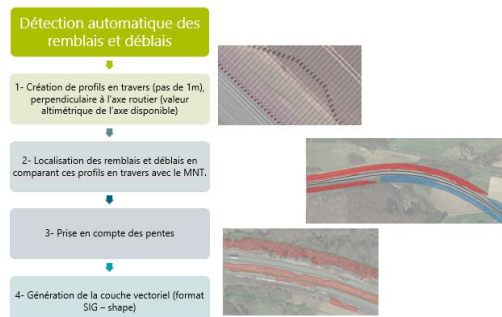 Détection automatique des
remblais et déblais
1- Création de profils en travers (pas de 1m),
perpendiculaire à l'axe routier (valeur
altimétrique de l'axe disponible)
2- Localisation des remblais et déblais en
comparant ces profils en travers avec le MNT.
3- Prise en compte des pentes
4- Génération de la couche vectoriel (format
SIG – shape)